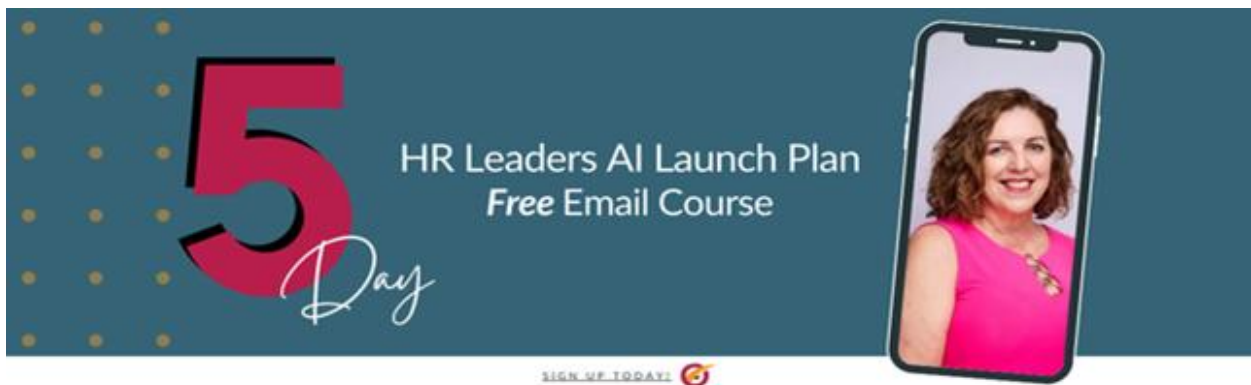 5
Day
HR Leaders AI Launch Plan
Free Email Course
SIGN UP TODAY!